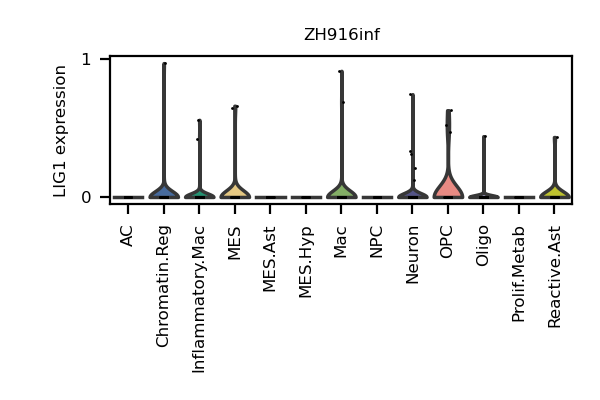 ZH916inf
LIG1 expression
1
0
AC
Chromatin.Reg
Inflammatory.Mac
MES
MES.Ast
MES.Hyp
Mac
NPC
Neuron
OPC
Oligo
Prolif.Metab
Reactive.Ast